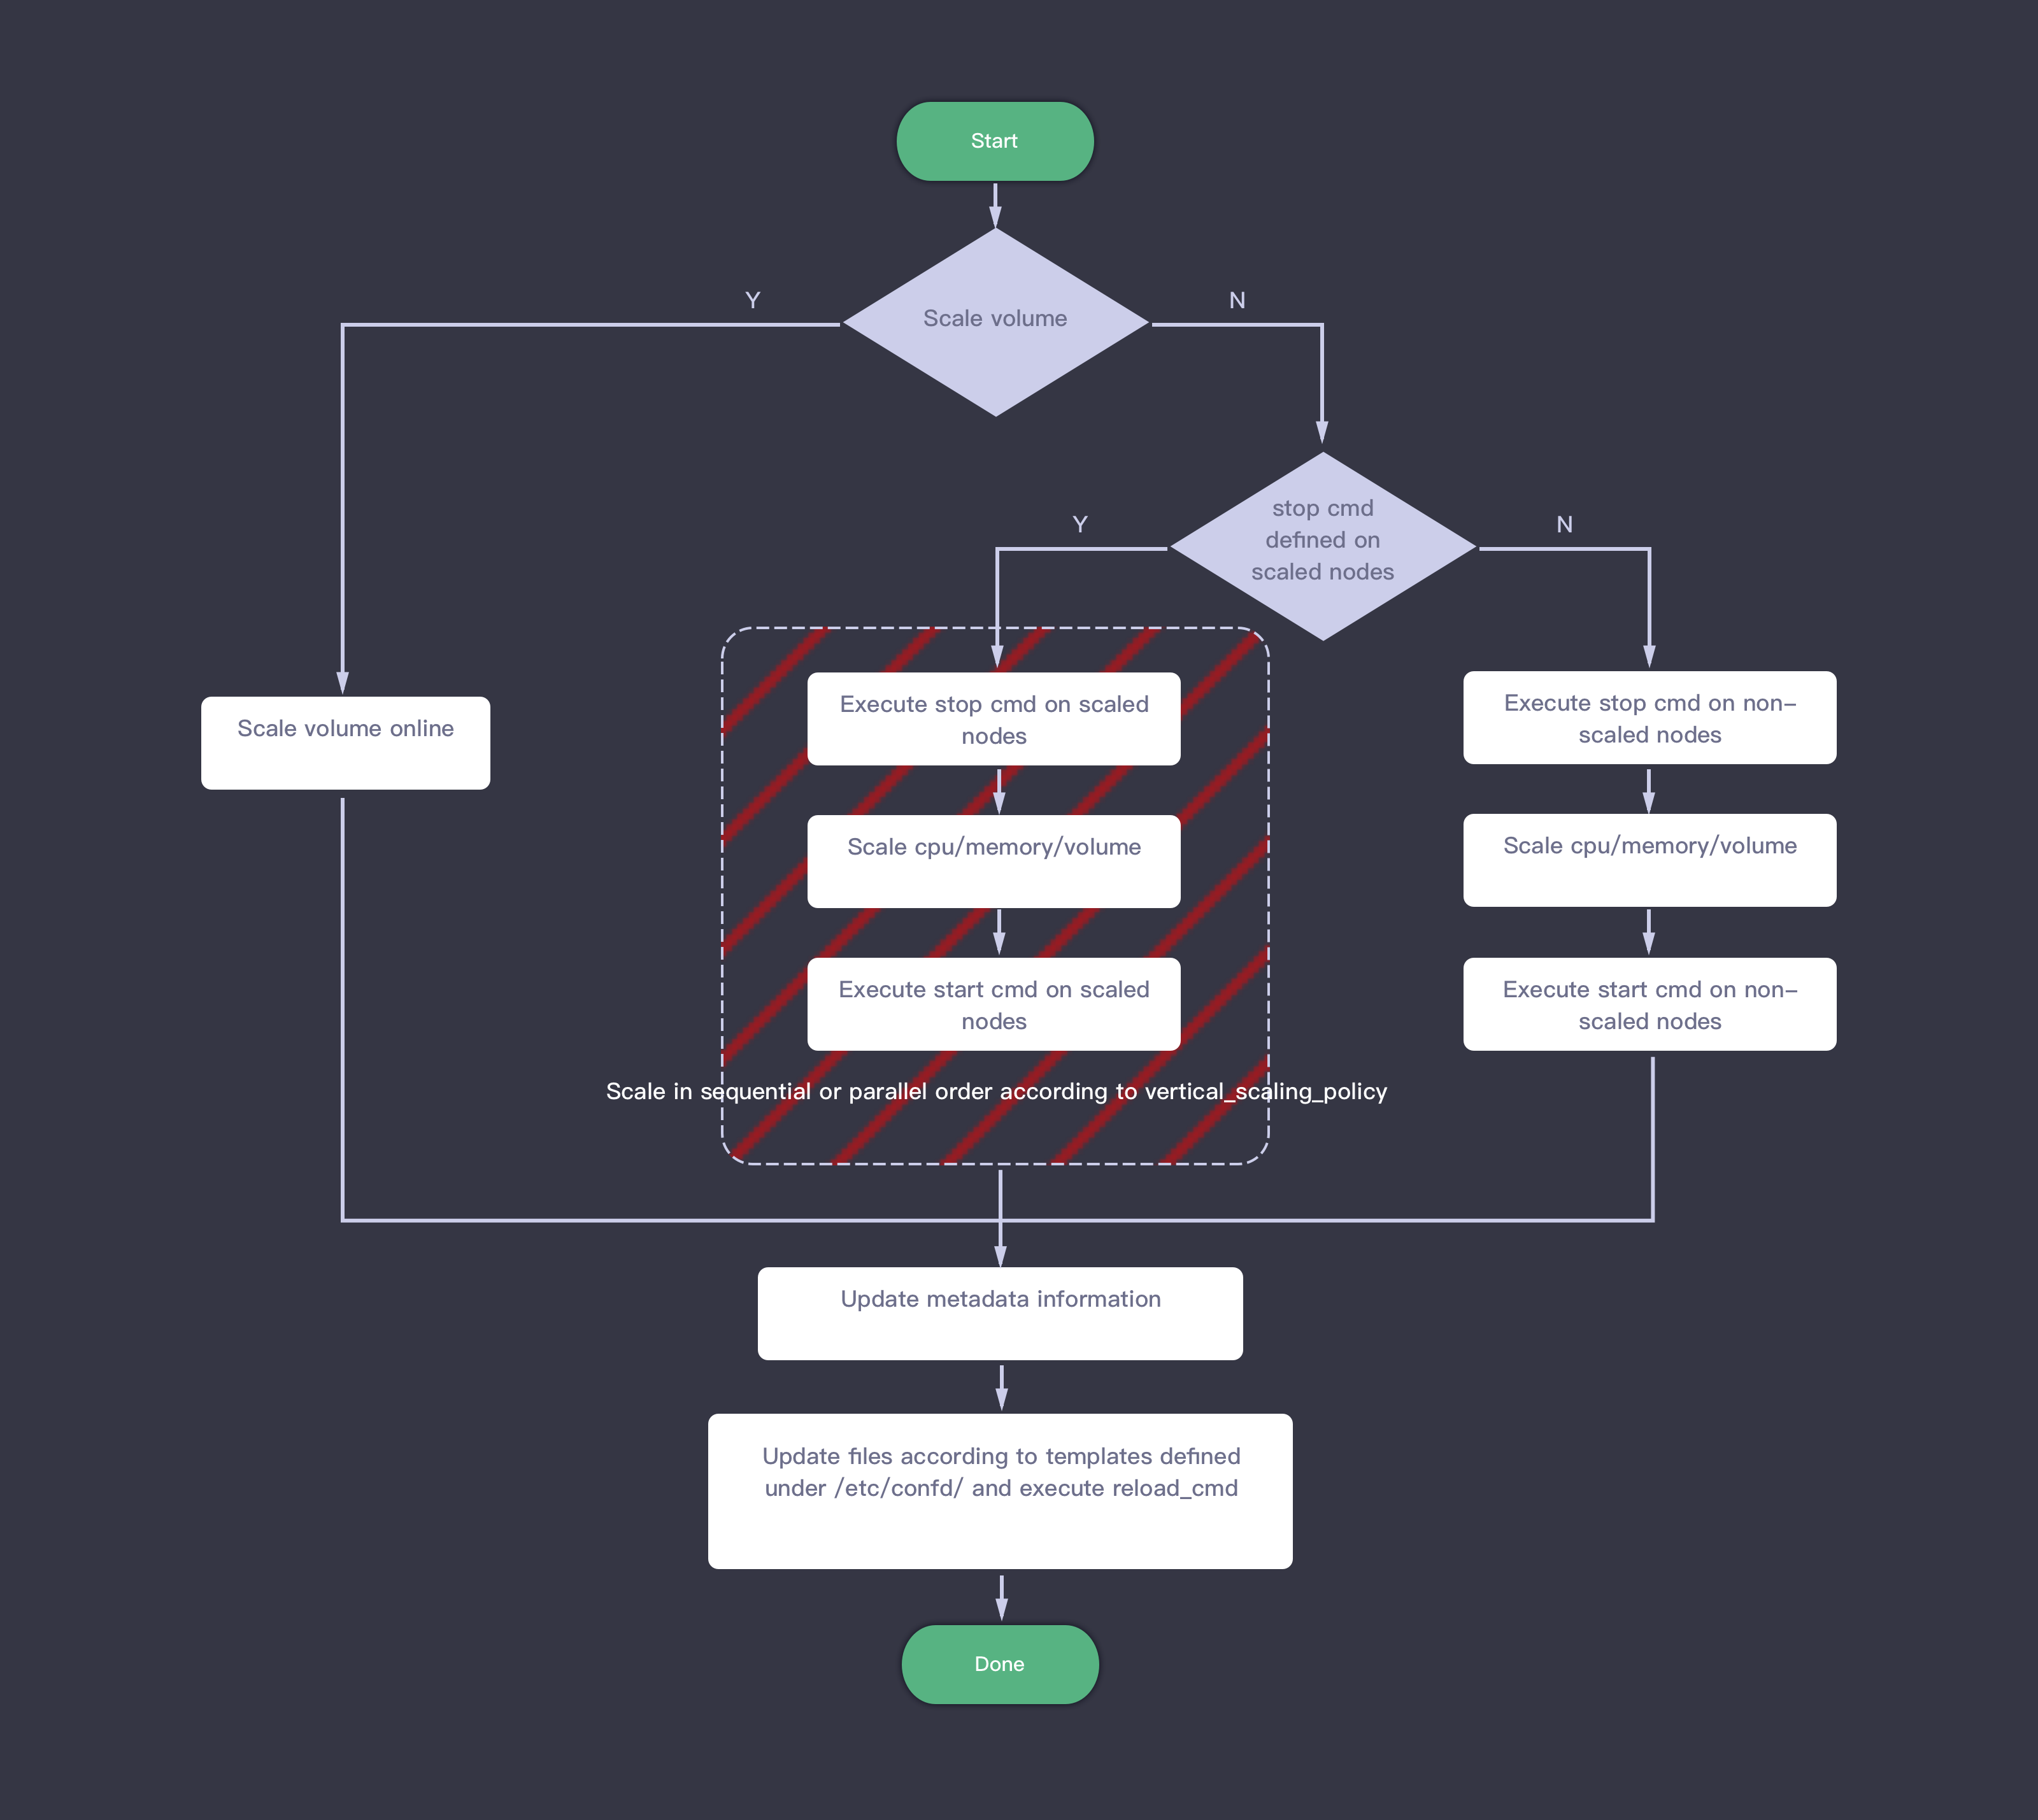 Start
Y
N
Scale volume
stop cmd
defined on
scaled nodes
Y
N
Scale volume online
Execute stop cmd on scaled
nodes
Execute stop cmd on non-
scaled nodes
Scale cpu/memory/volume
Scale cpu/memory/volume
Execute start cmd on scaled
nodes
Execute start cmd on non-
scaled nodes
Scale in sequential or parallel order according to vertical_scaling_policy
Update metadata information
Update files according to templates defined
under /etc/confd/ and execute reload_cmd
Done